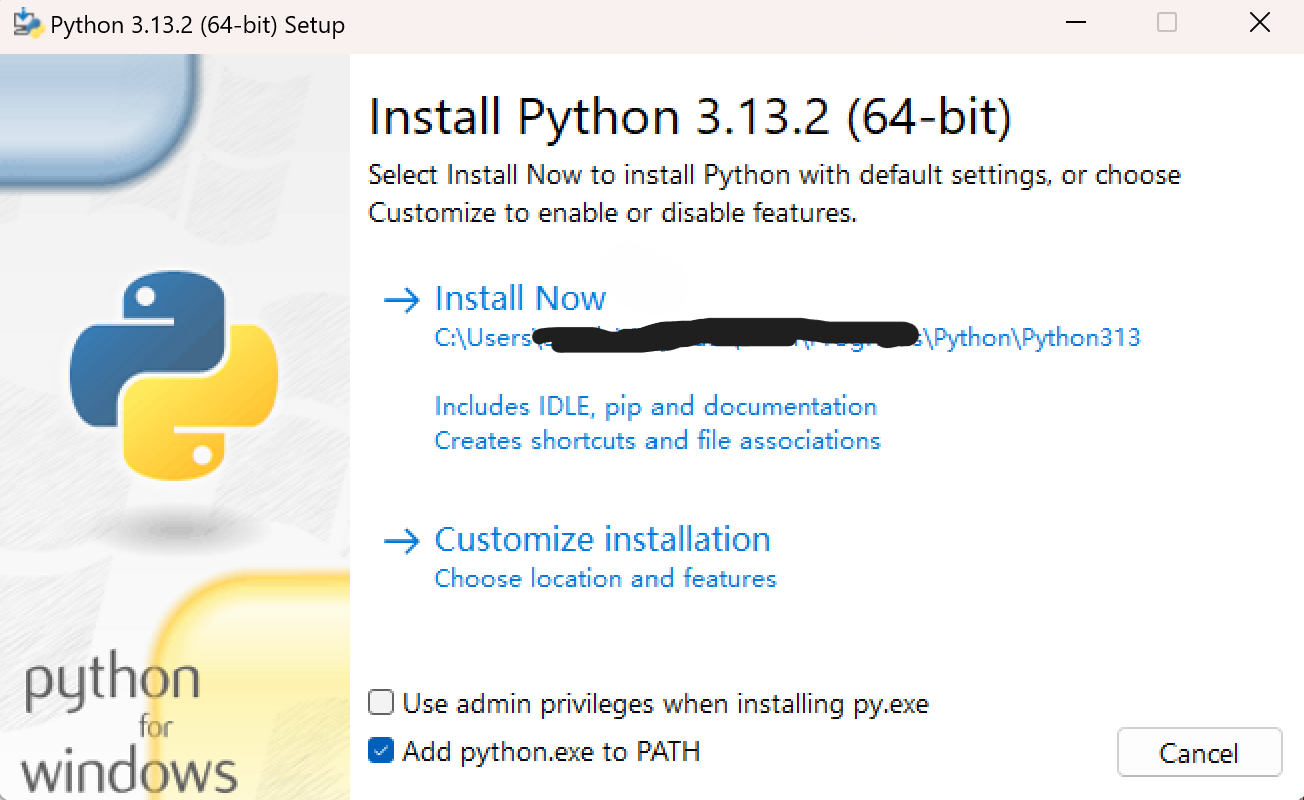 Python 3.13.2 (64-bit) Setup
Install Python 3.13.2 (64-bit)
Select Install Now to install Python with default settings, or choose
Customize to enable or disable features.
Install Now
C:\Users\ \Python\Python313
Includes IDLE, pip and documentation
Creates shortcuts and file associations
Customize installation
Choose location and features
Use admin privileges when installing py.exe
Add python.exe to PATH
Cancel
python
for
windows